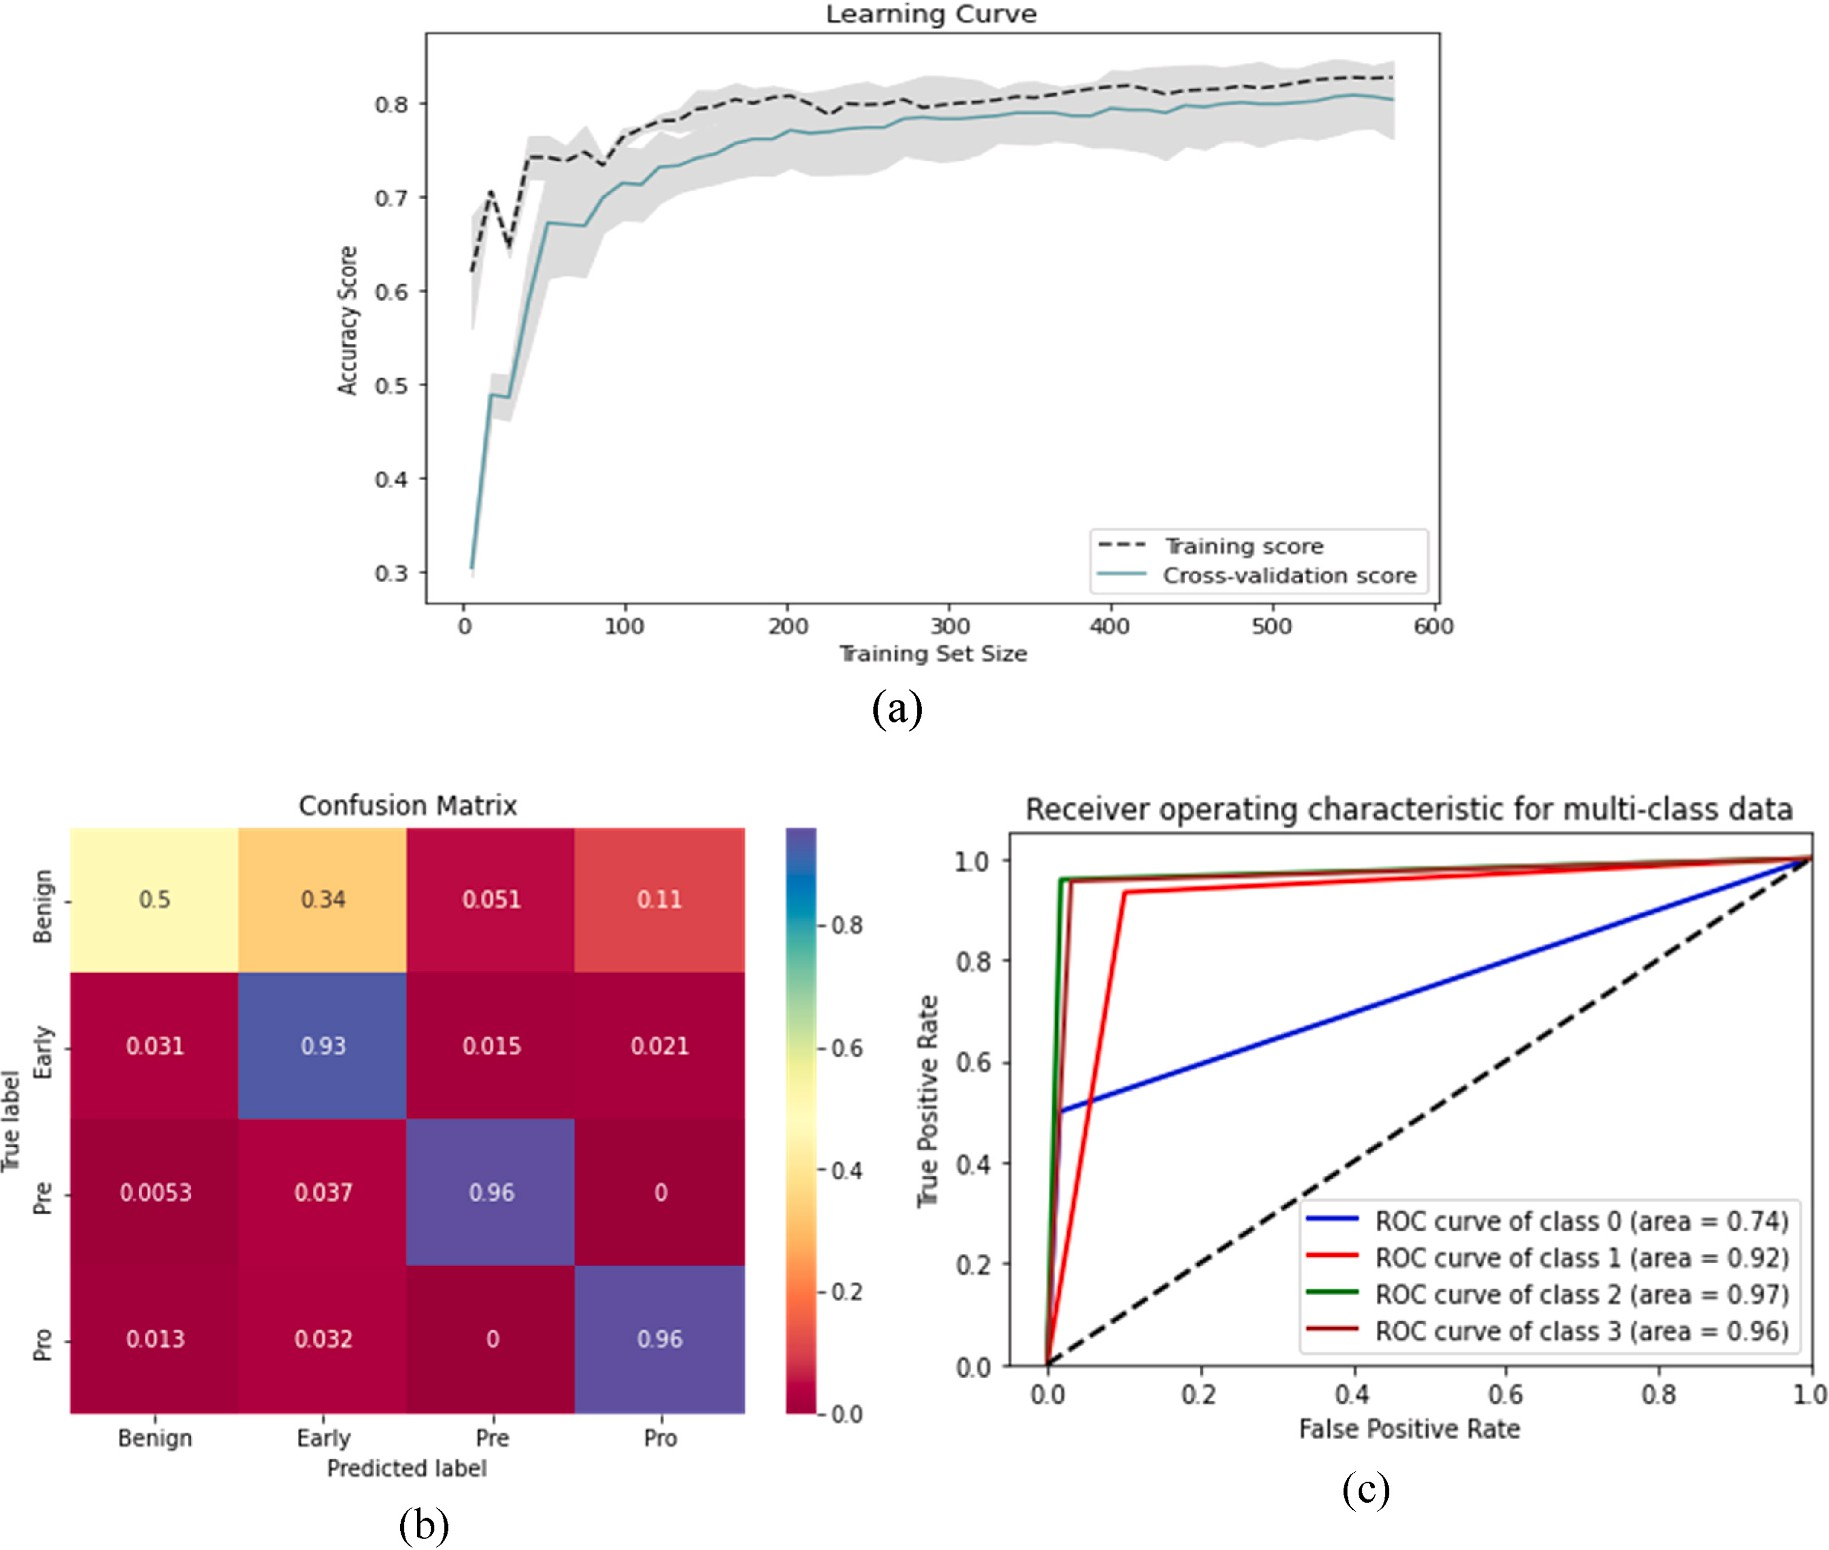 Learning Curve
0.8
0.7
0.6
0.5
0.4
0.3
Accuracy Score
Training score
Cross-validation score
0 100 200 300 400 500 600
Training Set Size
(a)
Confusion Matrix
Benign 0.5 0.34 0.051 0.11
Early 0.031 0.93 0.015 0.021
Pre 0.0053 0.037 0.96 0
Pro 0.013 0.032 0 0.96
True label
Benign Early Pre Pro
Predicted label
0.8
0.6
0.4
0.2
0.0
(b)
Receiver operating characteristic for multi-class data
1.0
0.8
0.6
0.4
0.2
0.0
True Positive Rate
ROC curve of class 0 (area = 0.74)
ROC curve of class 1 (area = 0.92)
ROC curve of class 2 (area = 0.97)
ROC curve of class 3 (area = 0.96)
0.0 0.2 0.4 0.6 0.8 1.0
False Positive Rate
(c)